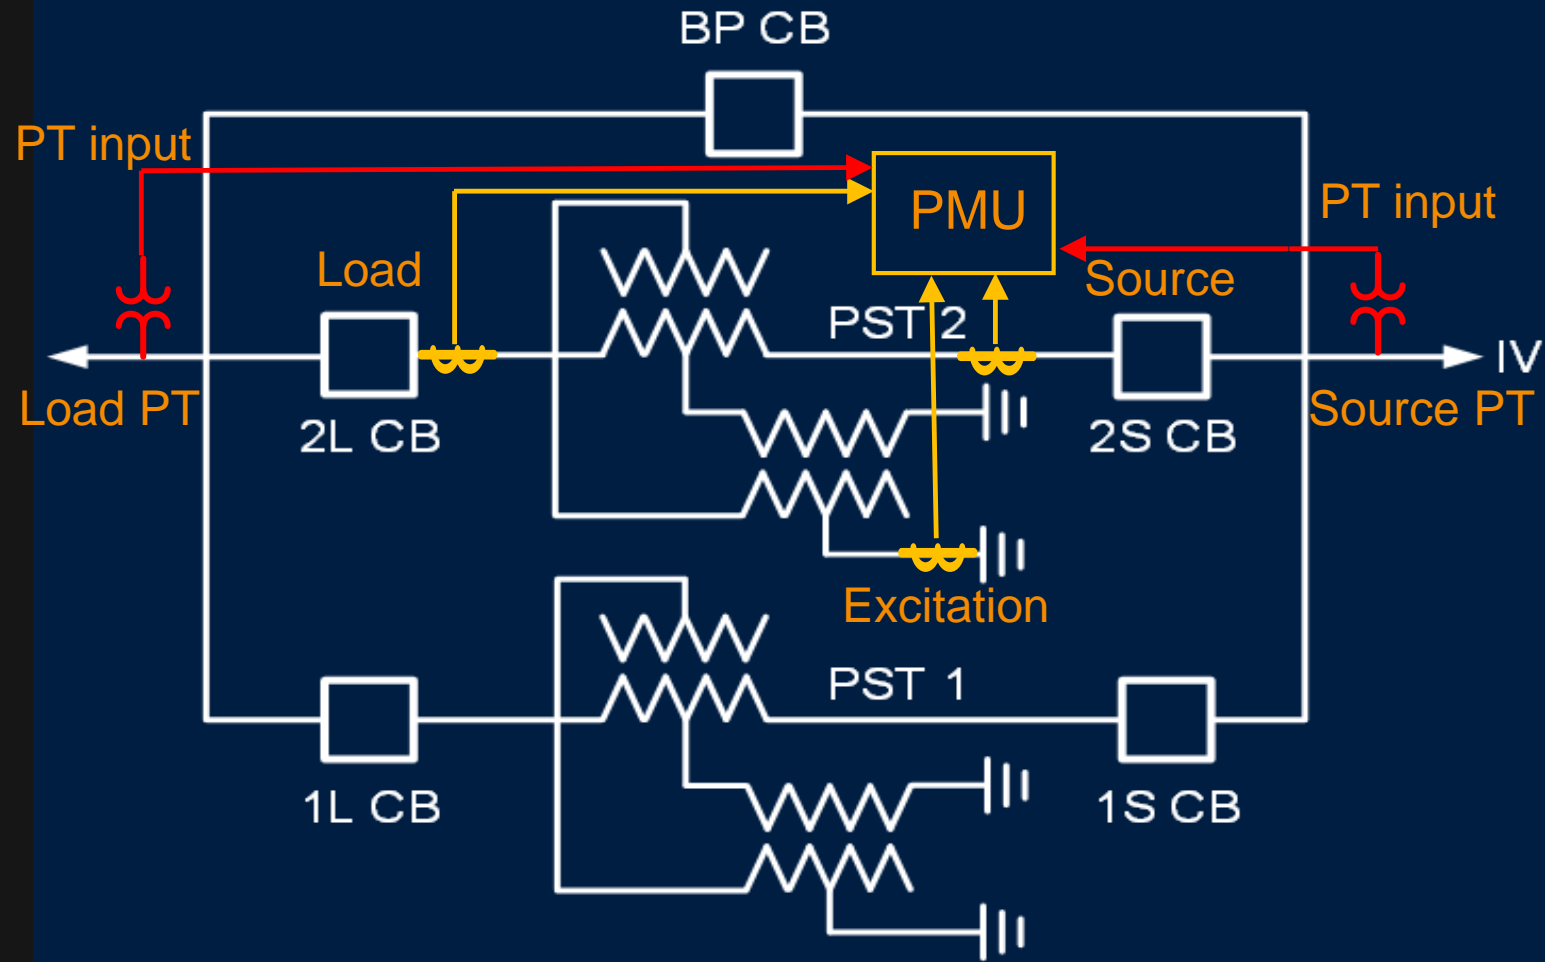 BP CB
PT input
PMU
PT input
Load
Source
PST 2
IV
Load PT
Source PT
2L CB
2S CB
Excitation
PST 1
1L CB
1S CB